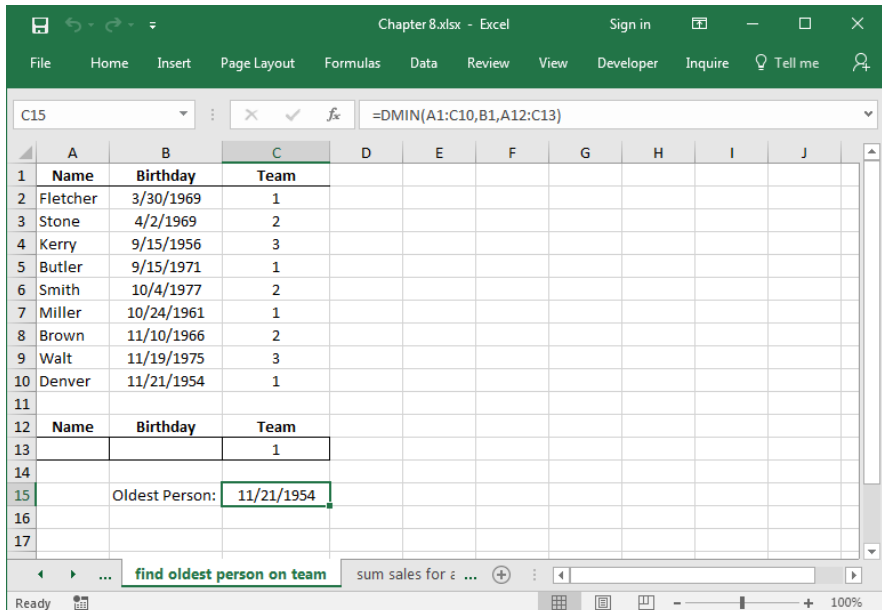 Chapter 8.xlsx - Excel Sign in
File Home Insert Page Layout Formulas Data Review View Developer Inquire Tell me
C15 fx =DMIN(A1:C10,B1,A12:C13)
A B C D E F G H I J
1 Name Birthday Team
2 Fletcher 3/30/1969 1
3 Stone 4/2/1969 2
4 Kerry 9/15/1956 3
5 Butler 9/15/1971 1
6 Smith 10/4/1977 2
7 Miller 10/24/1961 1
8 Brown 11/10/1966 2
9 Walt 11/19/1975 3
10 Denver 11/21/1954 1
11
12 Name Birthday Team
13 1
14
15 Oldest Person: 11/21/1954
16
17
... find oldest person on team sum sales for a ...
Ready 100%